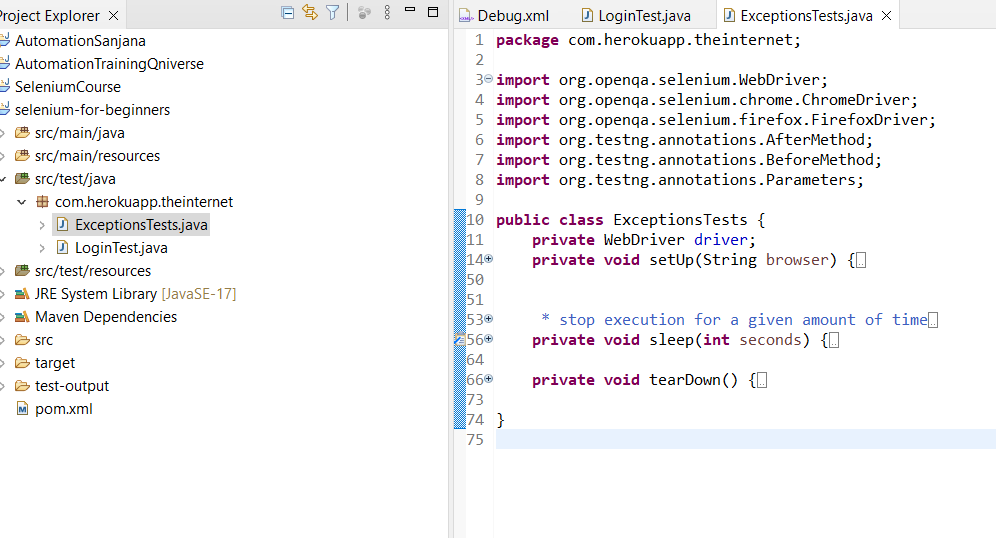 Project Explorer
AutomationSanjana
AutomationTrainingQniverse
SeleniumCourse
selenium-for-beginners
src/main/java
src/main/resources
src/test/java
com.herokuapp.theinternet
ExceptionsTests.java
LoginTest.java
src/test/resources
JRE System Library [JavaSE-17]
Maven Dependencies
src
target
test-output
pom.xml
Debug.xml LoginTest.java ExceptionsTests.java
1 package com.herokuapp.theinternet;
2
3 import org.openqa.selenium.WebDriver;
4 import org.openqa.selenium.chrome.ChromeDriver;
5 import org.openqa.selenium.firefox.FirefoxDriver;
6 import org.testng.annotations.AfterMethod;
7 import org.testng.annotations.BeforeMethod;
8 import org.testng.annotations.Parameters;
9
10 public class ExceptionsTests {
11 private WebDriver driver;
14 private void setUp(String browser) {
50
51
53 * stop execution for a given amount of time
56 private void sleep(int seconds) {
64
66 private void tearDown() {
73
74 }
75